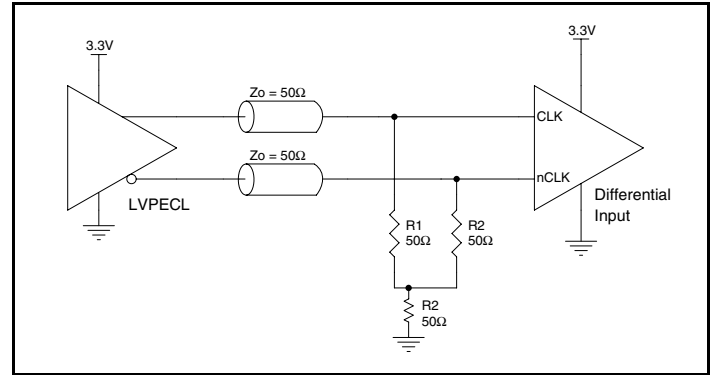 3.3V
3.3V
Zo = 50Ω
CLK
Zo = 50Ω
nCLK
LVPECL
Differential
Input
R1
50Ω
R2
50Ω
R2
50Ω